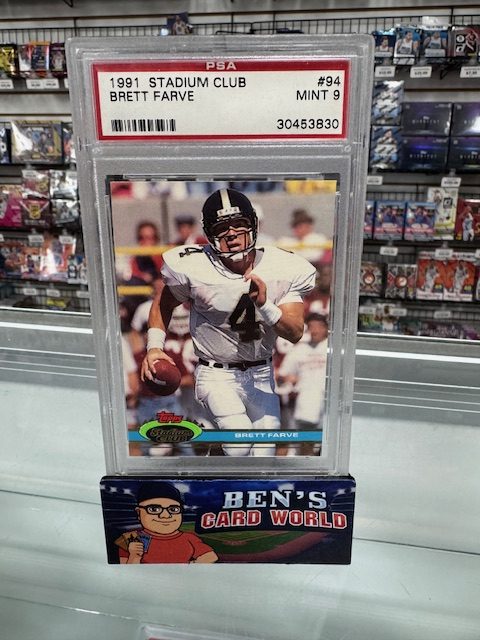 PSA
1991 STADIUM CLUB #94
BRETT FARVE MINT 9
30453830
4
4
Topps
Stadium
CLUB
BRETT FARVE
BEN'S
CARD WORLD